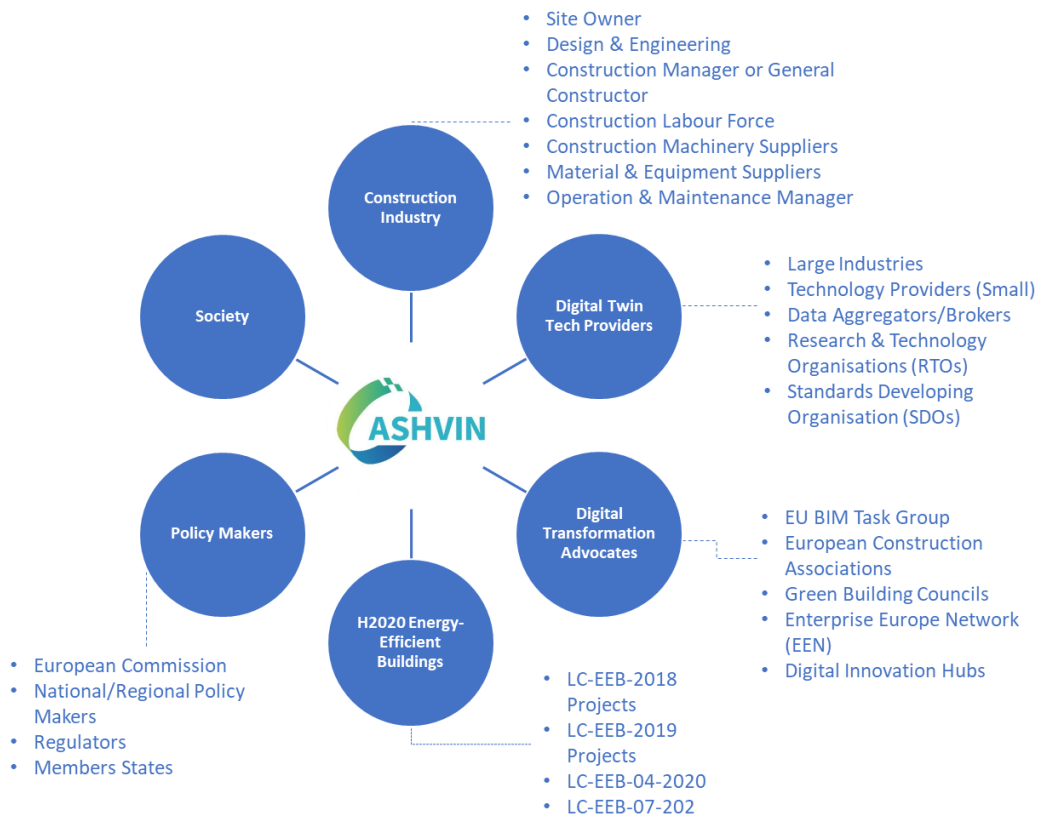 • Site Owner
• Design & Engineering
• Construction Manager or General
Constructor
• Construction Labour Force
• Construction Machinery Suppliers
• Material & Equipment Suppliers
• Operation & Maintenance Manager
Construction
Industry
Society
Digital Twin
Tech Providers
• Large Industries
• Technology Providers (Small)
• Data Aggregators/Brokers
• Research & Technology
Organisations (RTOs)
• Standards Developing
Organisation (SDOs)
ASHVIN
Policy Makers
Digital
Transformation
Advocates
• EU BIM Task Group
• European Construction
Associations
• Green Building Councils
• Enterprise Europe Network
(EEN)
• Digital Innovation Hubs
H2020 Energy-
Efficient
Buildings
• European Commission
• National/Regional Policy
Makers
• Regulators
• Members States
• LC-EEB-2018
Projects
• LC-EEB-2019
Projects
• LC-EEB-04-2020
• LC-EEB-07-202